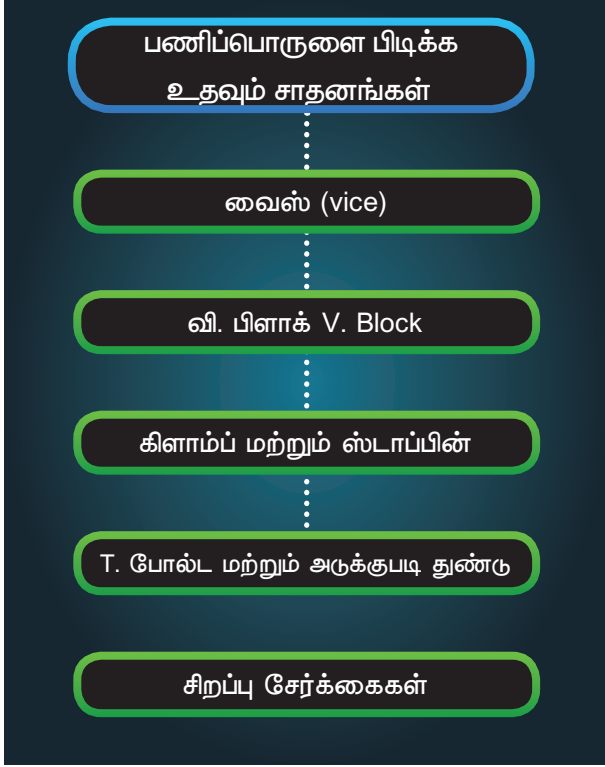 பணிப்பொருளை பிடிக்க
உதவும் சாதனங்கள்
வைஸ் (vice)
வி. பிளாக் V. Block
கிளாம்ப் மற்றும் ஸ்டாப்பின்
T. போல்ட மற்றும் அடுக்குபடி துண்டு
சிறப்பு சேர்க்கைகள்